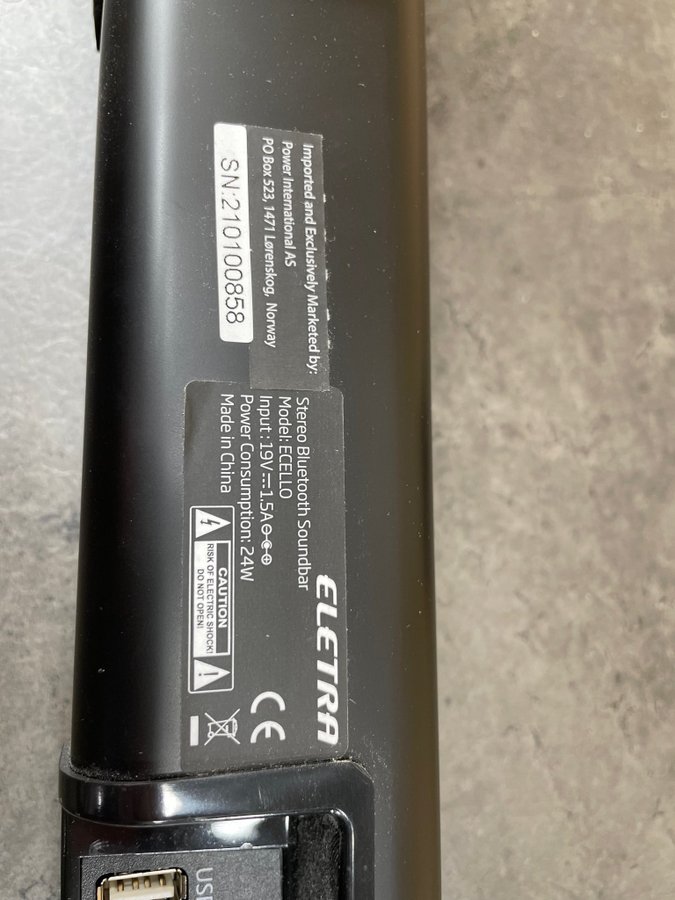 Imported and Exclusively Marketed by:
Power International AS
PO Box 523, 1471 Lørenskog, Norway
SN:210100858
ELETRA
Stereo Bluetooth Soundbar
Model: ECELLO
Input: 19V⎓1.5A
Power Consumption: 24W
Made in China
CAUTION
RISK OF ELECTRIC SHOCK!
DO NOT OPEN!
CE
USB